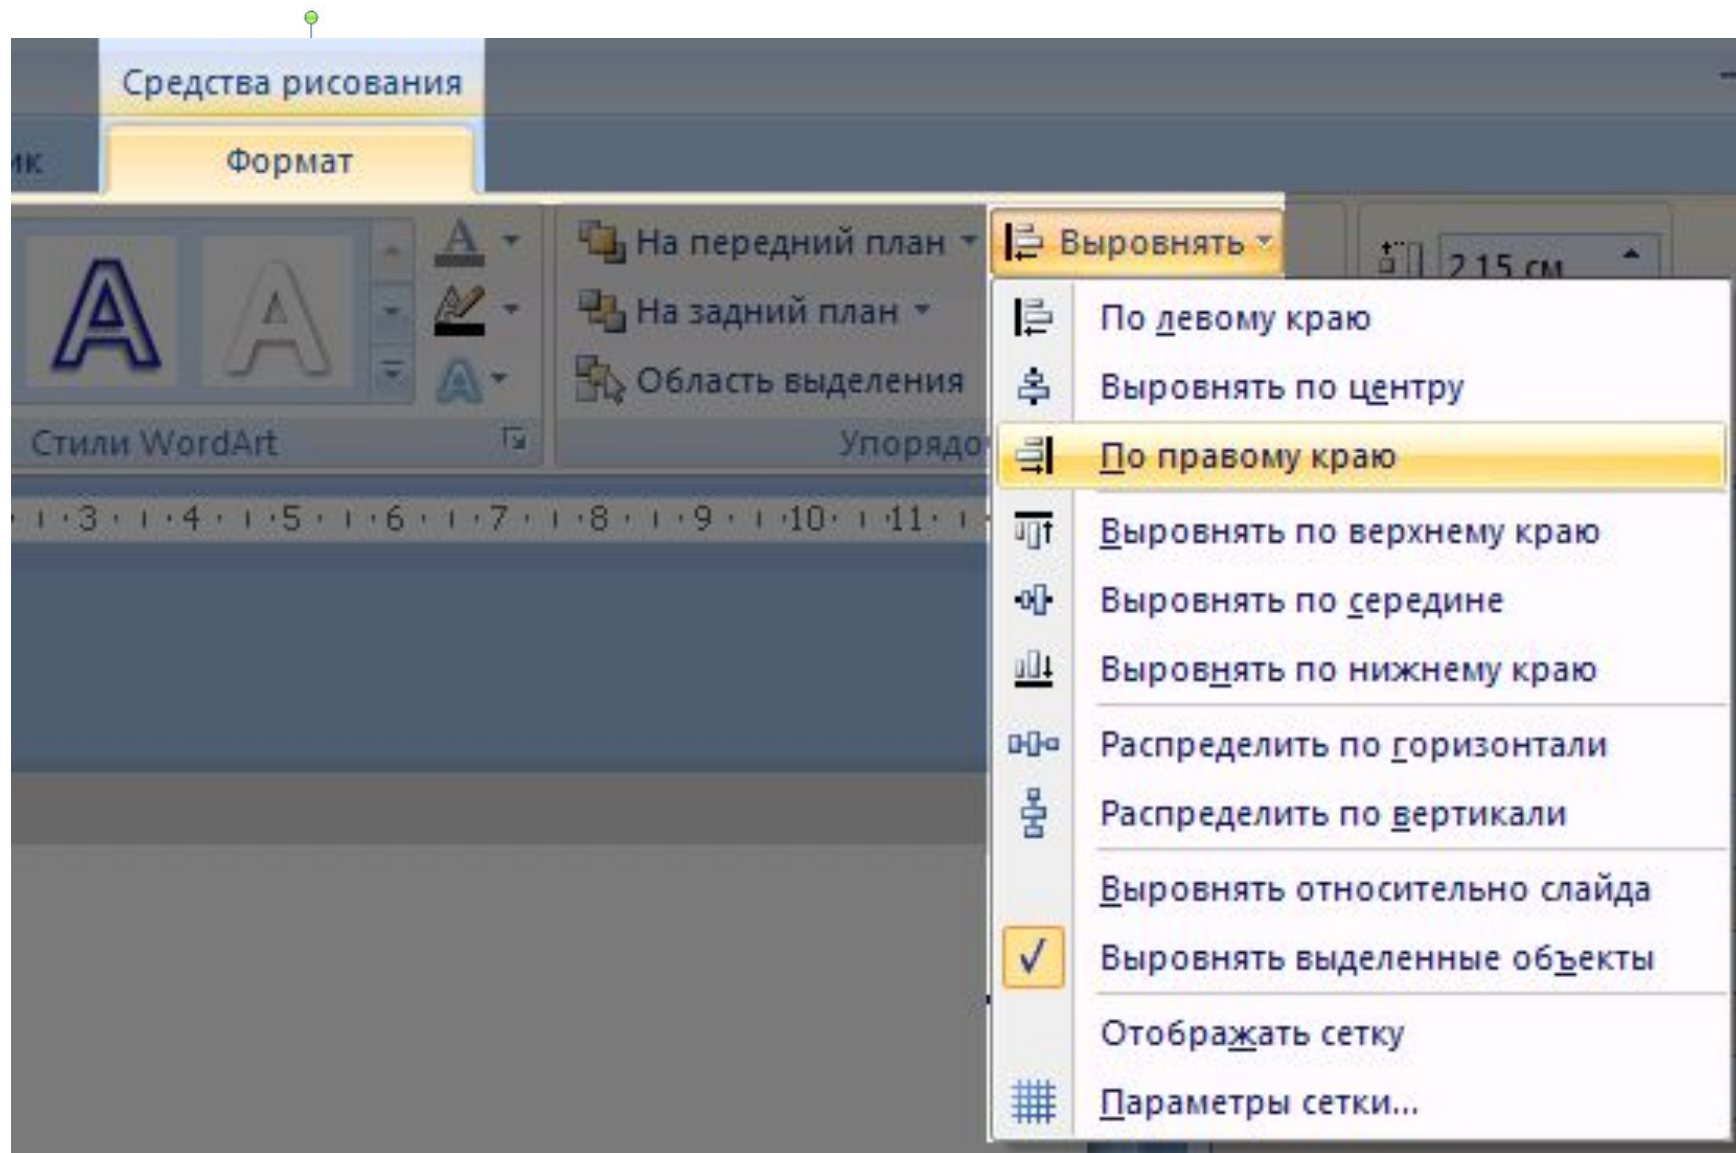 Средства рисования
Формат
На передний план
Выровнять
2,15 см
На задний план
Область выделения
Стили WordArt
3 4 5 6 7 8 9 10 11
По левому краю
Выровнять по центру
По правому краю
Выровнять по верхнему краю
Выровнять по середине
Выровнять по нижнему краю
Распределить по горизонтали
Распределить по вертикали
Выровнять относительно слайда
Выровнять выделенные объекты
Отображать сетку
Параметры сетки...